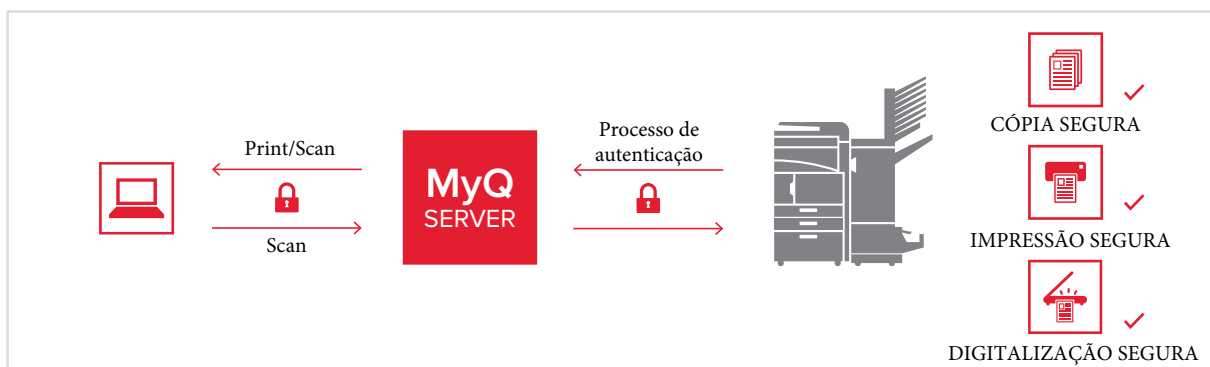 Print/Scan
Scan
MyQ
SERVER
Processo de
autenticação
CÓPIA SEGURA
IMPRESSÃO SEGURA
DIGITALIZAÇÃO SEGURA